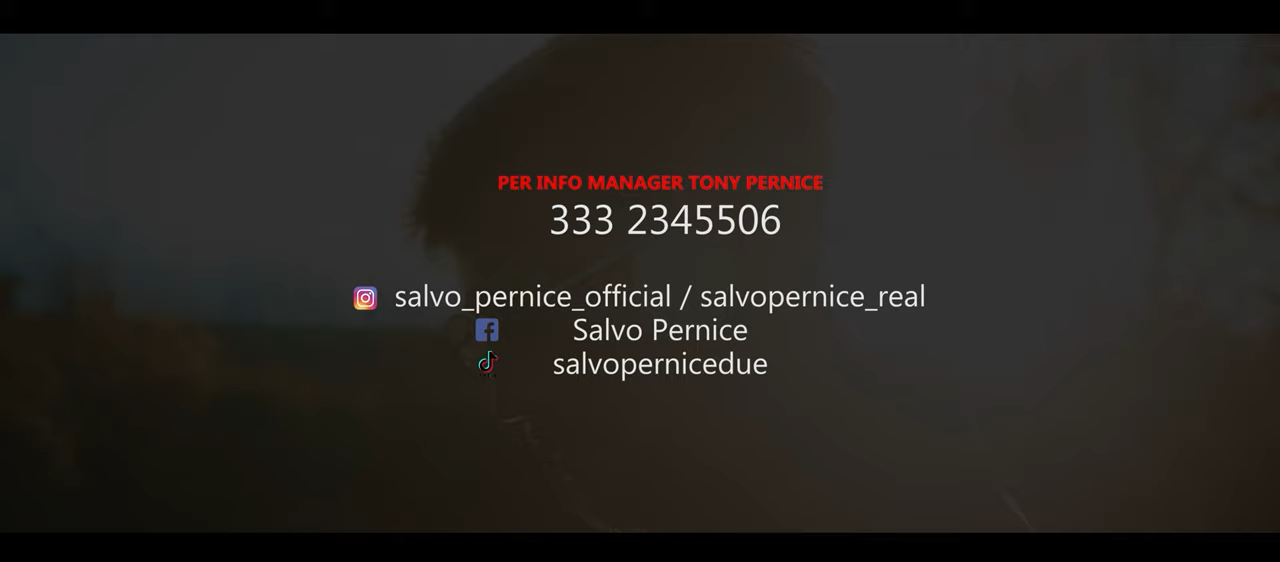 PER INFO MANAGER TONY PERNICE
333 2345506
salvo_pernice_official / salvopernice_real
Salvo Pernice
salvopernicedue